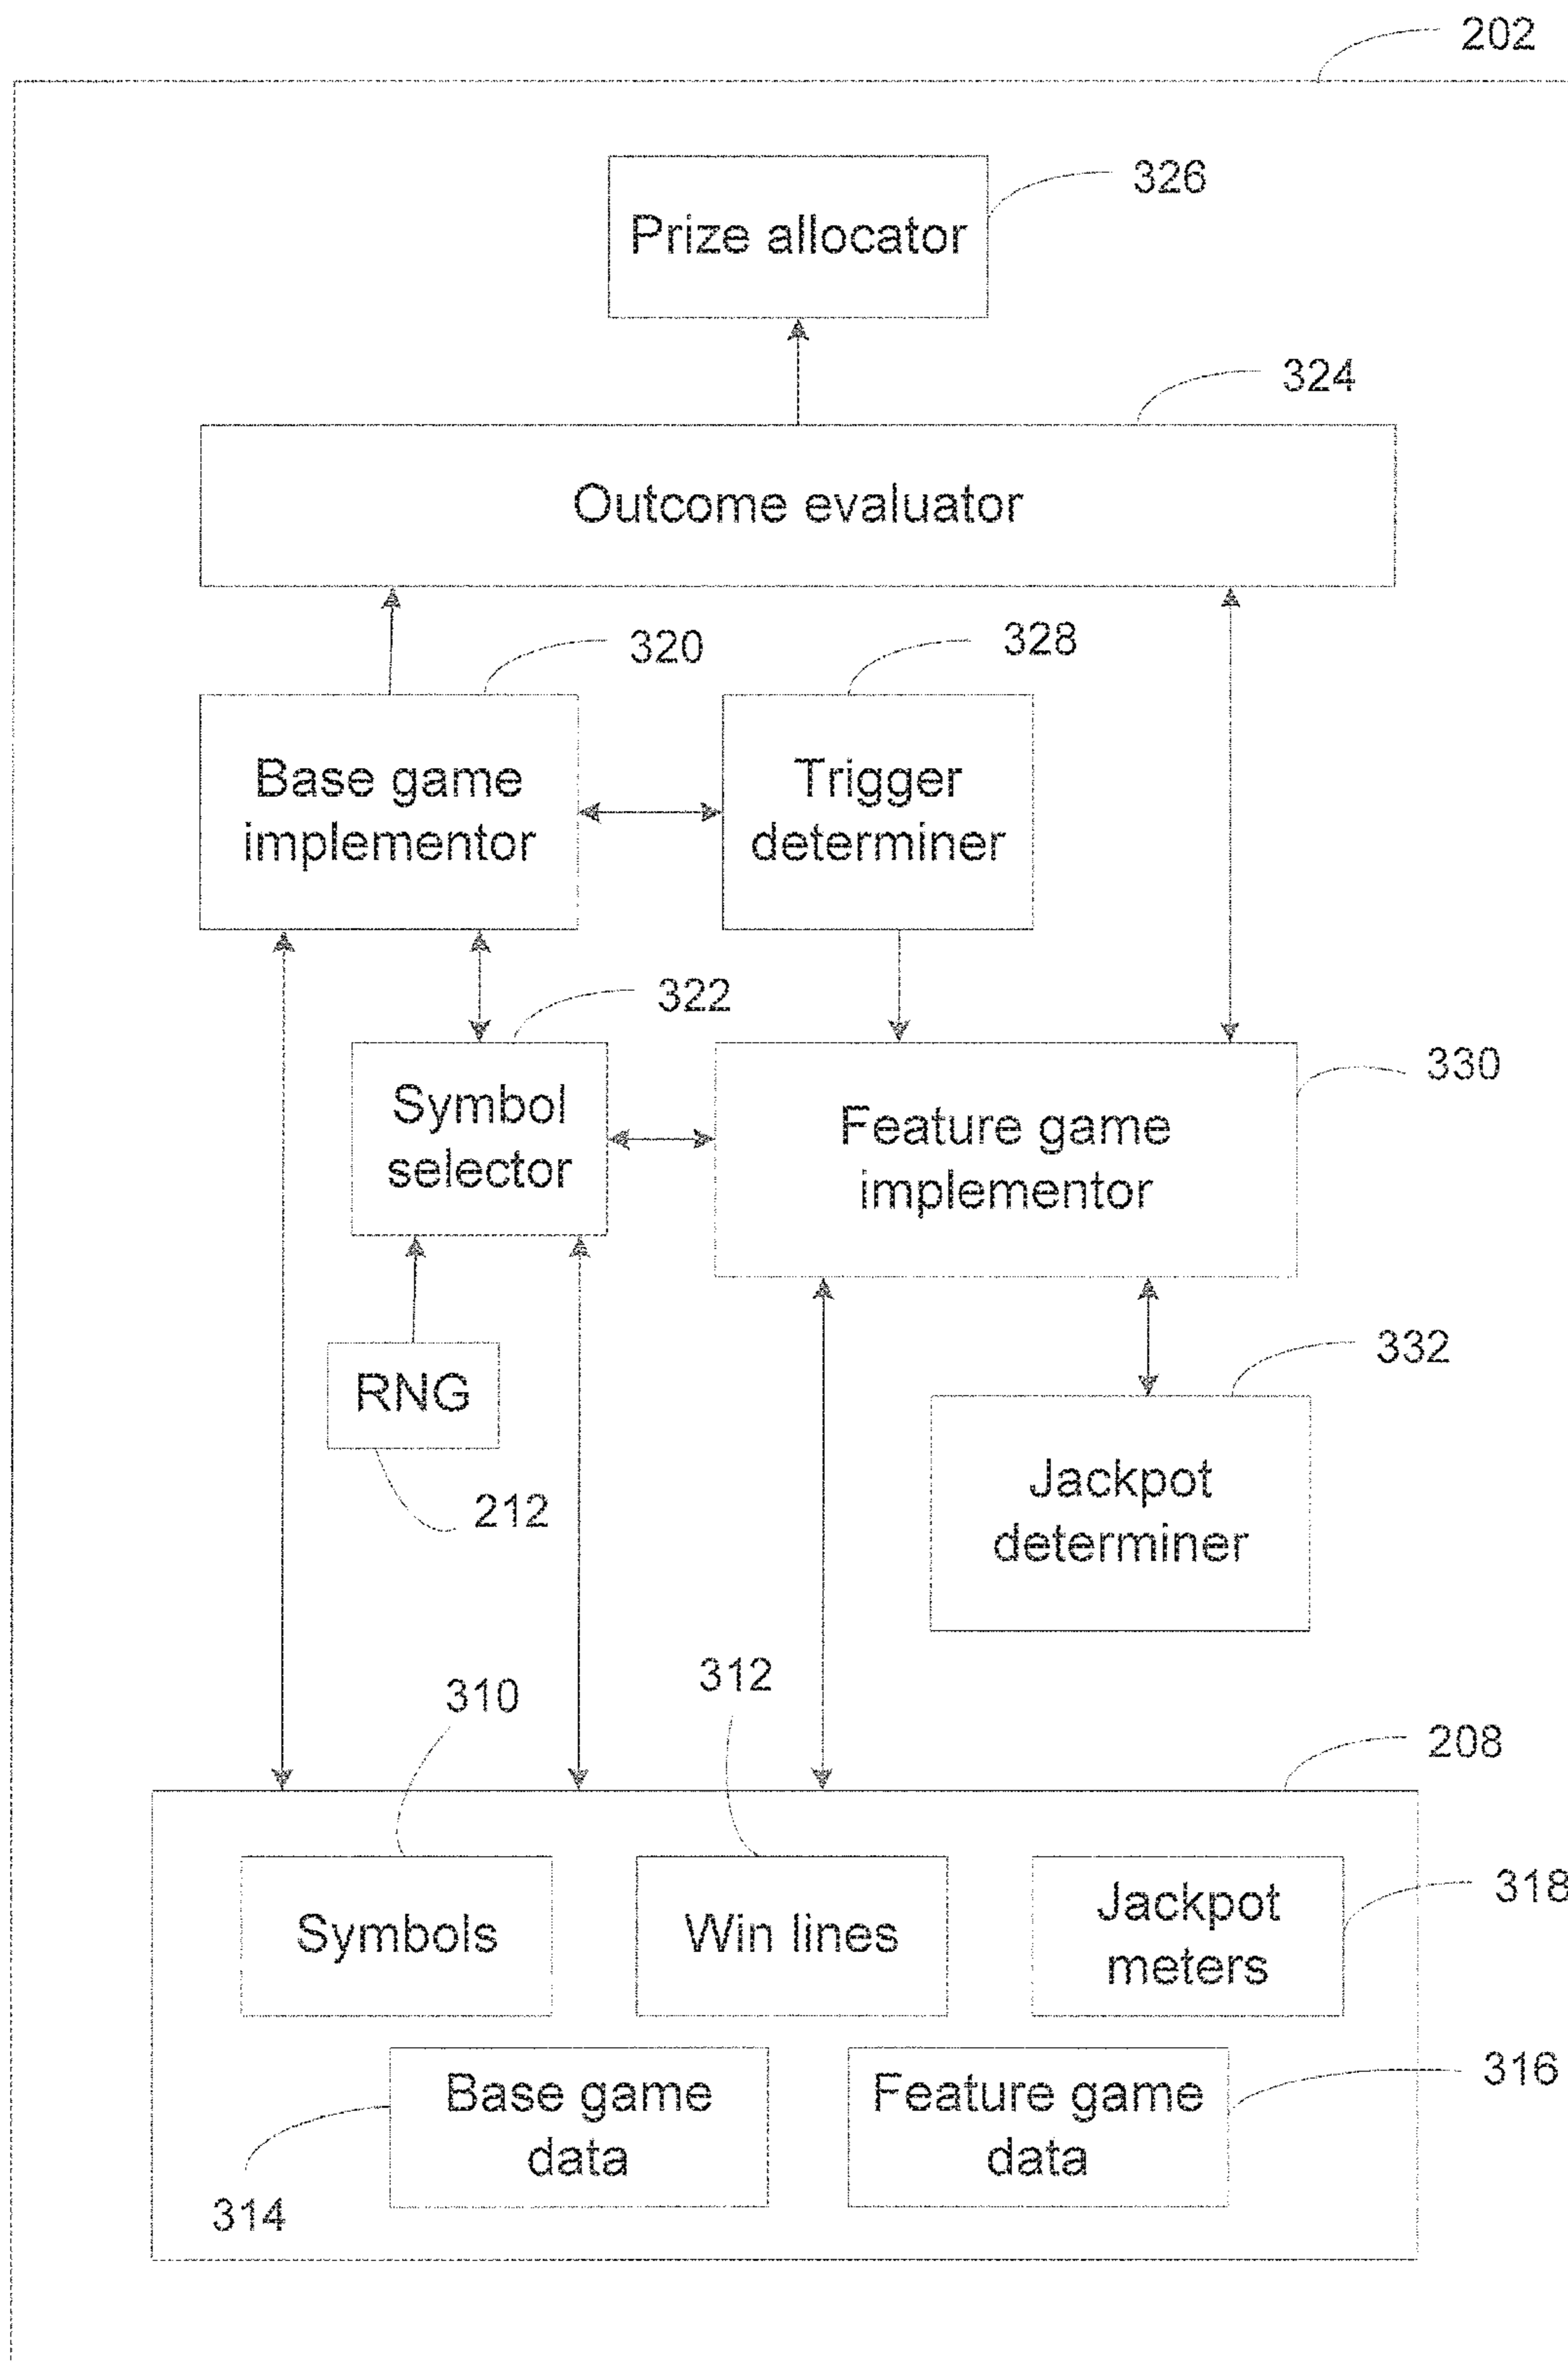 202
326
Prize allocator
324
Outcome evaluator
320
328
Base game
implementor
Trigger
determiner
322
330
Symbol
selector
Feature game
implementor
332
RNG
212
Jackpot
determiner
310
312
208
318
Symbols
Win lines
Jackpot
meters
316
Base game
data
Feature game
data
314